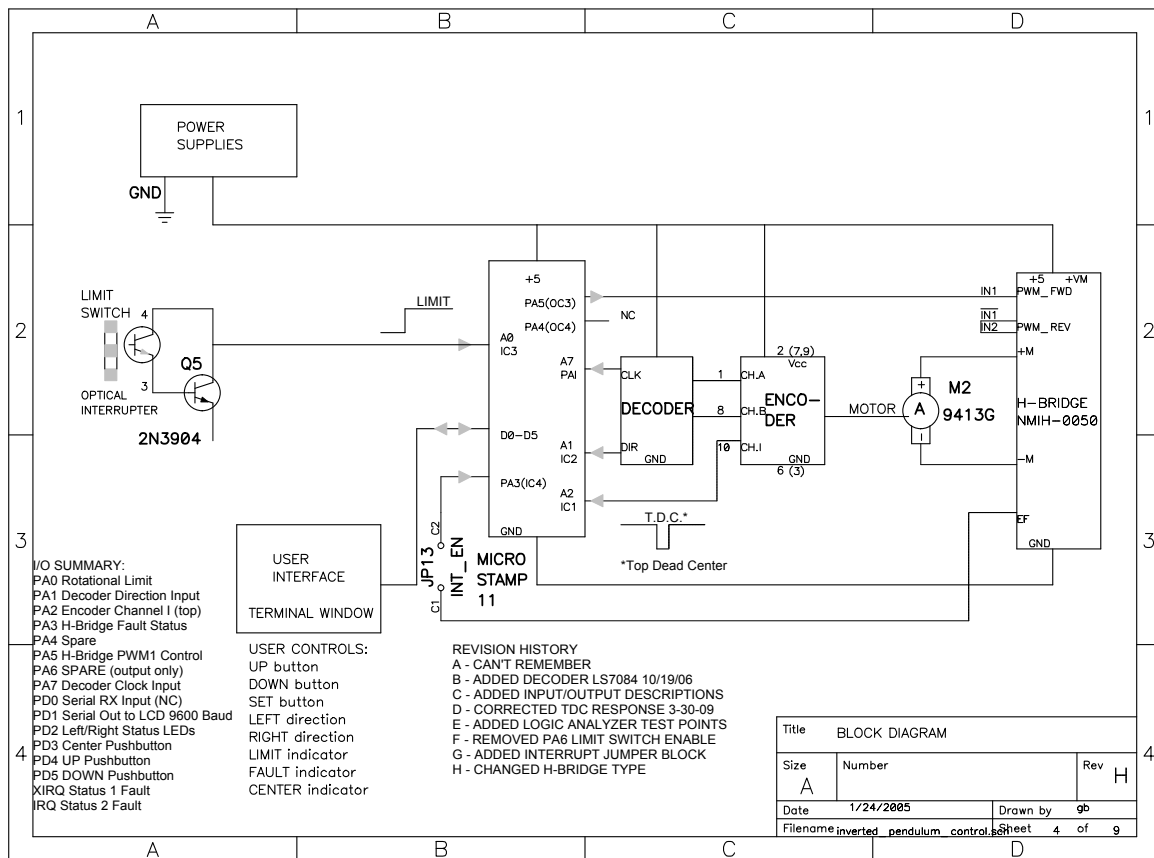 A
B
C
D
1
1
POWER
SUPPLIES
GND
LIMIT
SWITCH
4
3
OPTICAL
INTERRUPTER
Q5
2N3904
LIMIT
2
2
+5
PA5(OC3)
PA4(OC4)
NC
A0
IC3
A7
PAI
D0-D5
A1
IC2
PA3(IC4)
A2
IC1
GND
MICRO
STAMP
11
CLK
DECODER
DIR
GND
1
8
10
2 (7,9)
Vcc
CH.A
CH.B
CH.I
ENCO-
DER
GND
6 (3)
MOTOR
A
+
-
M2
9413G
IN1
IN1
IN2
+5
+VM
PWM_FWD
PWM_REV
+M
H-BRIDGE
NMIH-0050
-M
EF
GND
T.D.C.*
*Top Dead Center
3
3
USER
INTERFACE
TERMINAL WINDOW
C2
JP13
INT_EN
C1
I/O SUMMARY:
PA0 Rotational Limit
PA1 Decoder Direction Input
PA2 Encoder Channel I (top)
PA3 H-Bridge Fault Status
PA4 Spare
PA5 H-Bridge PWM1 Control
PA6 SPARE (output only)
PA7 Decoder Clock Input
PD0 Serial RX Input (NC)
PD1 Serial Out to LCD 9600 Baud
PD2 Left/Right Status LEDs
PD3 Center Pushbutton
PD4 UP Pushbutton
PD5 DOWN Pushbutton
XIRQ Status 1 Fault
IRQ Status 2 Fault
USER CONTROLS:
UP button
DOWN button
SET button
LEFT direction
RIGHT direction
LIMIT indicator
FAULT indicator
CENTER indicator
REVISION HISTORY
A - CAN'T REMEMBER
B - ADDED DECODER LS7084 10/19/06
C - ADDED INPUT/OUTPUT DESCRIPTIONS
D - CORRECTED TDC RESPONSE 3-30-09
E - ADDED LOGIC ANALYZER TEST POINTS
F - REMOVED PA6 LIMIT SWITCH ENABLE
G - ADDED INTERRUPT JUMPER BLOCK
H - CHANGED H-BRIDGE TYPE
4
4
Title BLOCK DIAGRAM
Size A
Number
Rev H
Date 1/24/2005
Drawn by gb
Filename inverted_pendulum_control.sch
Sheet 4 of 9
A
B
C
D